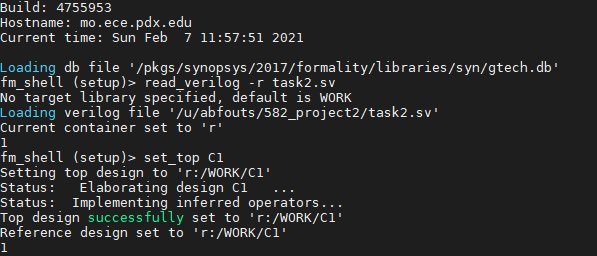 Build: 4755953
Hostname: mo.ece.pdx.edu
Current time: Sun Feb  7 11:57:51 2021

Loading db file '/pkgs/synopsys/2017/formality/libraries/syn/gtech.db'
fm_shell (setup)> read_verilog -r task2.sv
No target library specified, default is WORK
Loading verilog file '/u/abfouts/582_project2/task2.sv'
Current container set to 'r'
1
fm_shell (setup)> set_top C1
Setting top design to 'r:/WORK/C1'
Status:   Elaborating design C1   ...
Status:  Implementing inferred operators...
Top design successfully set to 'r:/WORK/C1'
Reference design set to 'r:/WORK/C1'
1